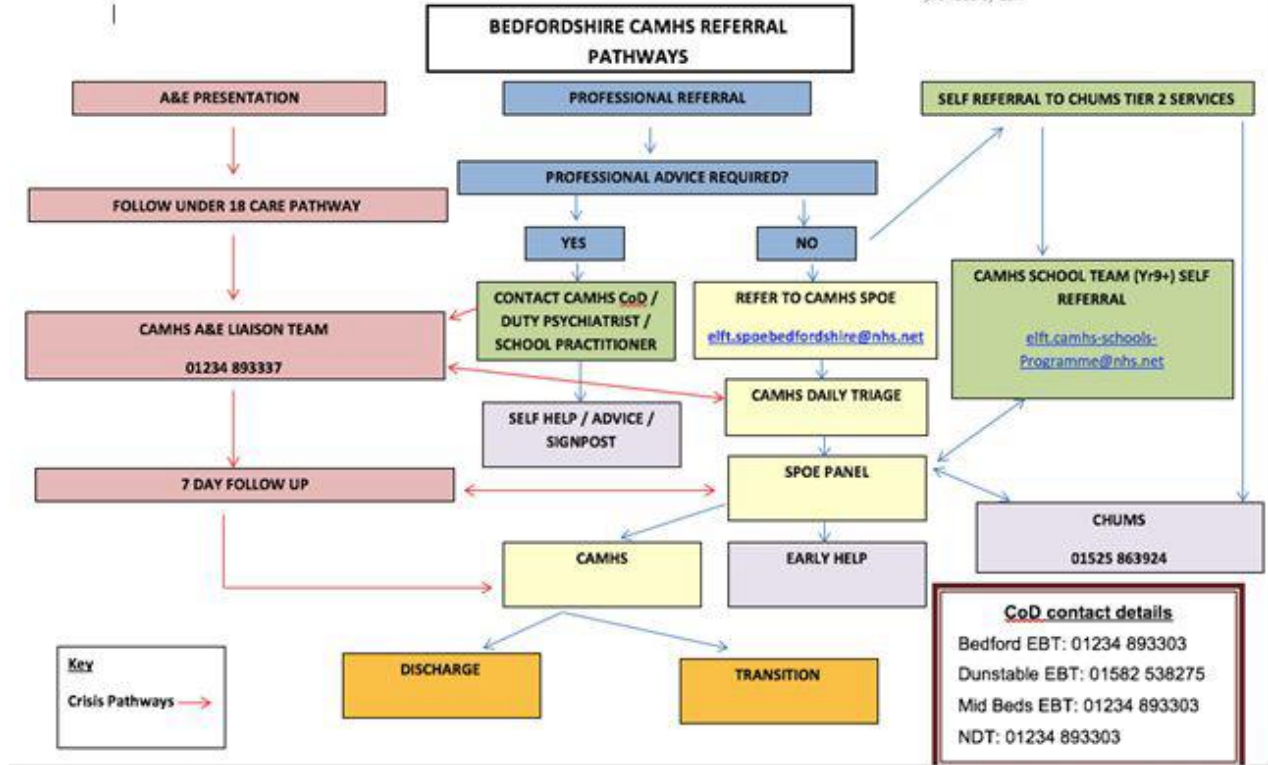 BEDFORDSHIRE CAMHS REFERRAL
PATHWAYS
A&E PRESENTATION
PROFESSIONAL REFERRAL
SELF REFERRAL TO CHUMS TIER 2 SERVICES
PROFESSIONAL ADVICE REQUIRED?
FOLLOW UNDER 18 CARE PATHWAY
YES
NO
CONTACT CAMHS CoD /
DUTY PSYCHIATRIST /
SCHOOL PRACTITIONER
REFER TO CAMHS SPOE
elft.spoebedfordshire@nhs.net
CAMHS SCHOOL TEAM (Yr9+) SELF
REFERRAL
elft.camhs-schools-
Programme@nhs.net
CAMHS A&E LIAISON TEAM
01234 893337
CAMHS DAILY TRIAGE
SELF HELP / ADVICE /
SIGNPOST
SPOE PANEL
7 DAY FOLLOW UP
CHUMS
01525 863924
CAMHS
EARLY HELP
CoD contact details
Bedford EBT: 01234 893303
Dunstable EBT: 01582 538275
Mid Beds EBT: 01234 893303
NDT: 01234 893303
Key
Crisis Pathways
DISCHARGE
TRANSITION